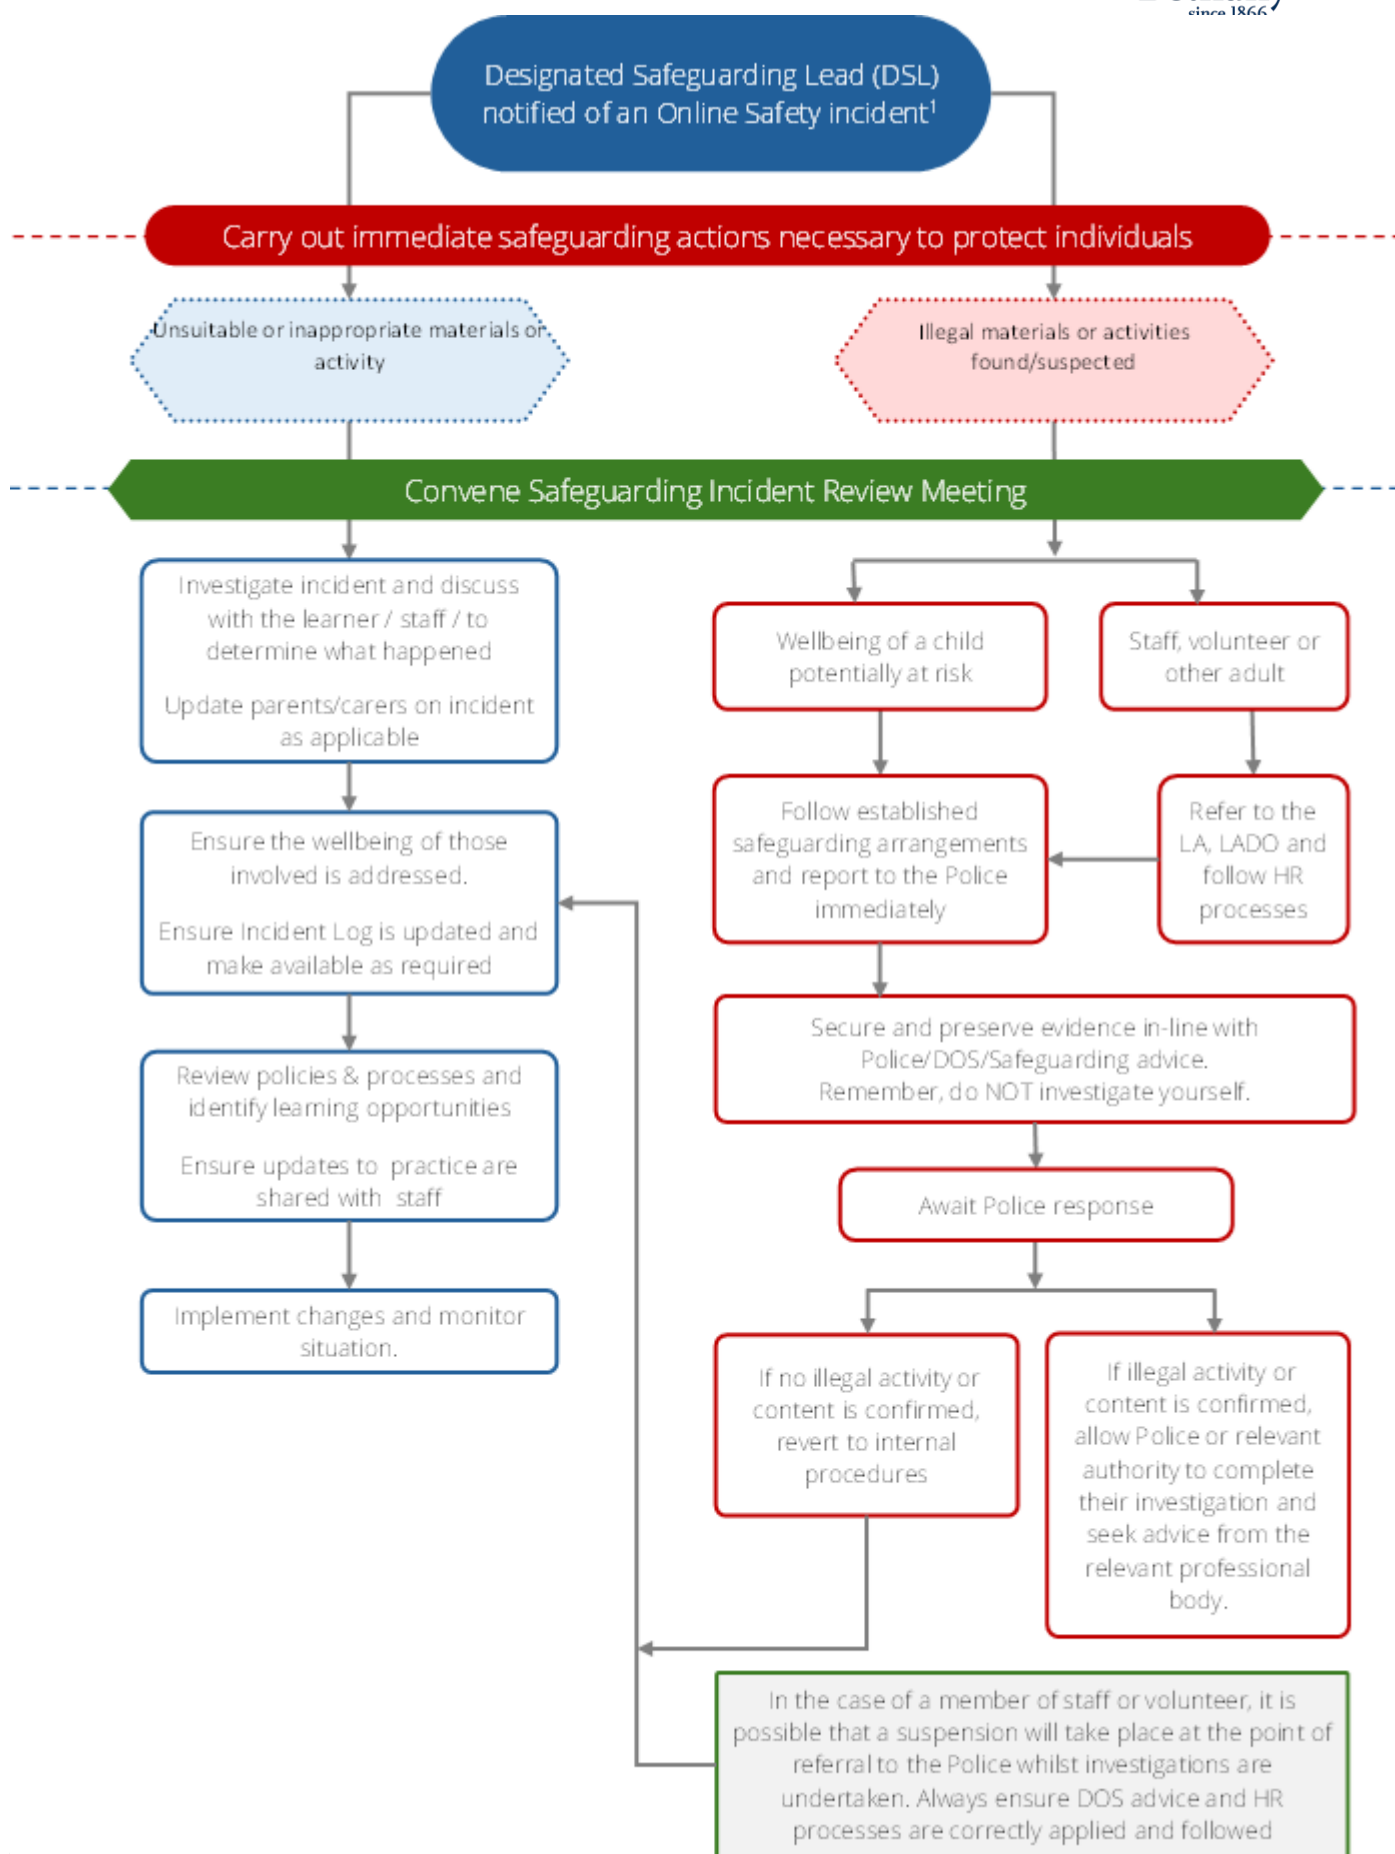 since 1866
Designated Safeguarding Lead (DSL)
notified of an Online Safety incident¹
Carry out immediate safeguarding actions necessary to protect individuals
Unsuitable or inappropriate materials or
activity
Illegal materials or activities
found/suspected
Convene Safeguarding Incident Review Meeting
Investigate incident and discuss
with the learner / staff / to
determine what happened
Update parents/carers on incident
as applicable
Ensure the wellbeing of those
involved is addressed.
Ensure Incident Log is updated and
make available as required
Review policies & processes and
identify learning opportunities
Ensure updates to practice are
shared with staff
Implement changes and monitor
situation.
Wellbeing of a child
potentially at risk
Staff, volunteer or
other adult
Follow established
safeguarding arrangements
and report to the Police
immediately
Refer to the
LA, LADO and
follow HR
processes
Secure and preserve evidence in-line with
Police/DOS/Safeguarding advice.
Remember, do NOT investigate yourself.
Await Police response
If no illegal activity or
content is confirmed,
revert to internal
procedures
If illegal activity or
content is confirmed,
allow Police or relevant
authority to complete
their investigation and
seek advice from the
relevant professional
body.
In the case of a member of staff or volunteer, it is
possible that a suspension will take place at the point of
referral to the Police whilst investigations are
undertaken. Always ensure DOS advice and HR
processes are correctly applied and followed